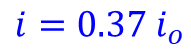 i = 0.37 iₒ